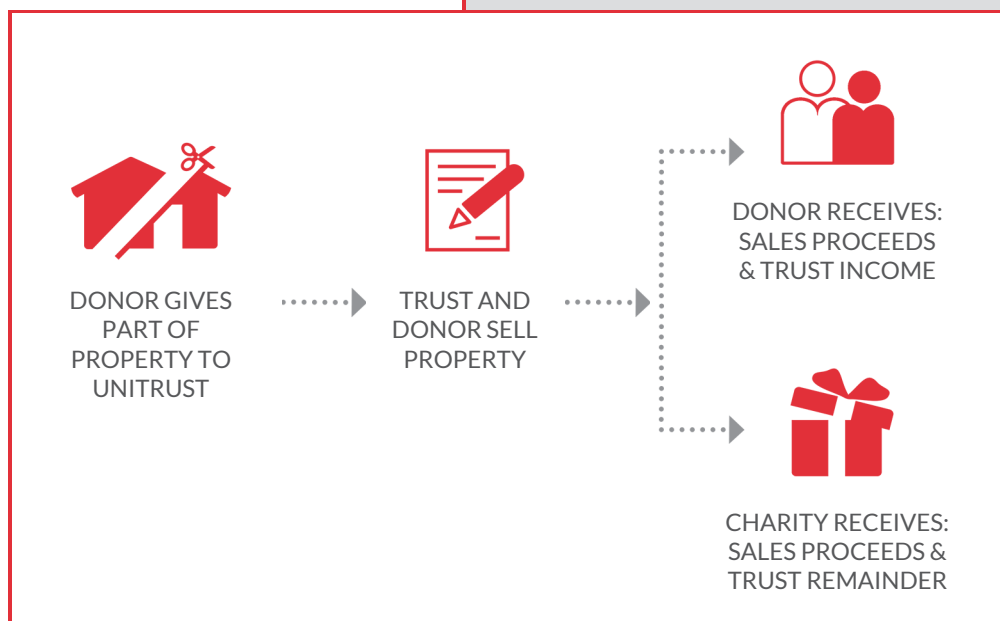 DONOR GIVES
PART OF
PROPERTY TO
UNITRUST
TRUST AND
DONOR SELL
PROPERTY
DONOR RECEIVES:
SALES PROCEEDS
& TRUST INCOME
CHARITY RECEIVES:
SALES PROCEEDS &
TRUST REMAINDER